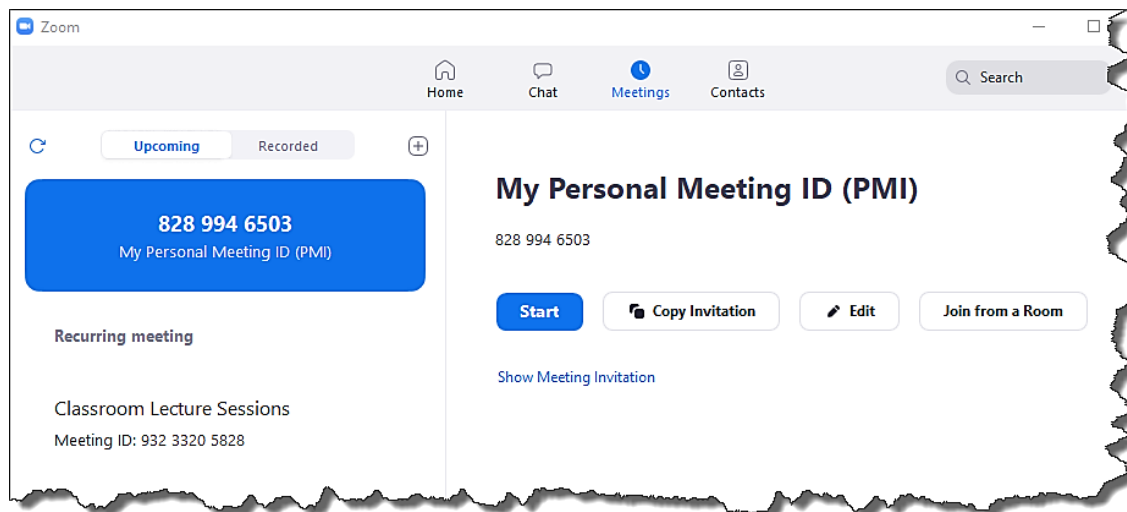 Zoom
Home Chat Meetings Contacts
Search
Upcoming Recorded
828 994 6503
My Personal Meeting ID (PMI)
Recurring meeting
Classroom Lecture Sessions
Meeting ID: 932 3320 5828
My Personal Meeting ID (PMI)
828 994 6503
Start Copy Invitation Edit Join from a Room
Show Meeting Invitation